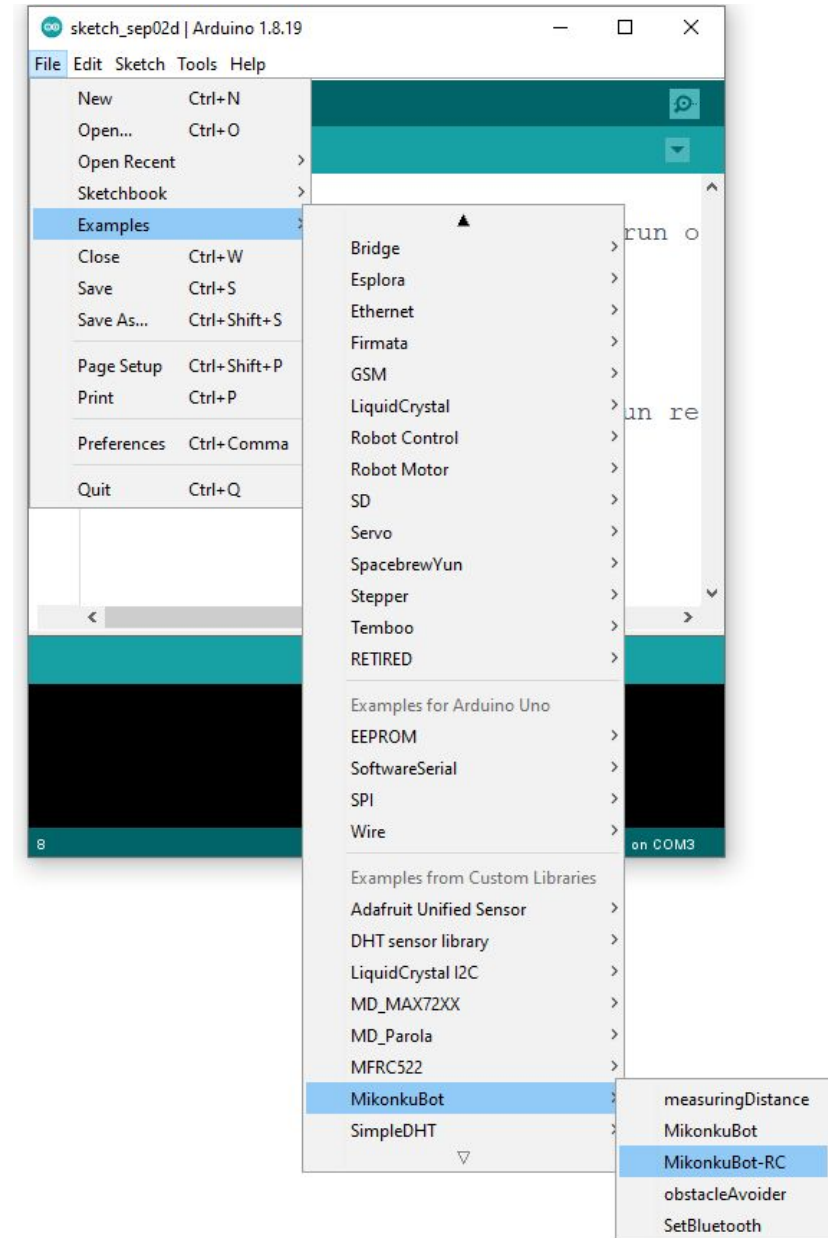 sketch_sep02d | Arduino 1.8.19
File Edit Sketch Tools Help
New Ctrl+N
Open... Ctrl+O
Open Recent
Sketchbook
Examples
Close Ctrl+W
Save Ctrl+S
Save As... Ctrl+Shift+S
Page Setup Ctrl+Shift+P
Print Ctrl+P
Preferences Ctrl+Comma
Quit Ctrl+Q
run o
un re
Bridge
Esplora
Ethernet
Firmata
GSM
LiquidCrystal
Robot Control
Robot Motor
SD
Servo
SpacebrewYun
Stepper
Temboo
RETIRED
Examples for Arduino Uno
EEPROM
SoftwareSerial
SPI
Wire
Examples from Custom Libraries
Adafruit Unified Sensor
DHT sensor library
LiquidCrystal I2C
MD_MAX72XX
MD_Parola
MFRC522
MikonkuBot
SimpleDHT
measuringDistance
MikonkuBot
MikonkuBot-RC
obstacleAvoider
SetBluetooth
8 on COM3